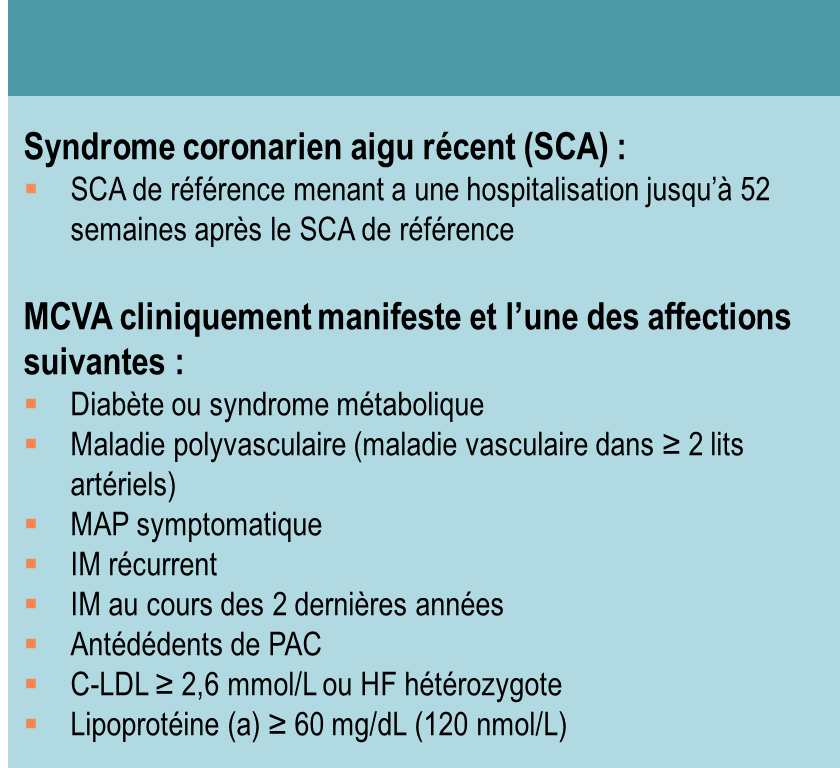 Syndrome coronarien aigu récent (SCA) :
▪ SCA de référence menant a une hospitalisation jusqu’à 52
semaines après le SCA de référence
MCVA cliniquement manifeste et l’une des affections
suivantes :
▪ Diabète ou syndrome métabolique
▪ Maladie polyvasculaire (maladie vasculaire dans ≥ 2 lits
artériels)
▪ MAP symptomatique
▪ IM récurrent
▪ IM au cours des 2 dernières années
▪ Antédédents de PAC
▪ C-LDL ≥ 2,6 mmol/L ou HF hétérozygote
▪ Lipoprotéine (a) ≥ 60 mg/dL (120 nmol/L)